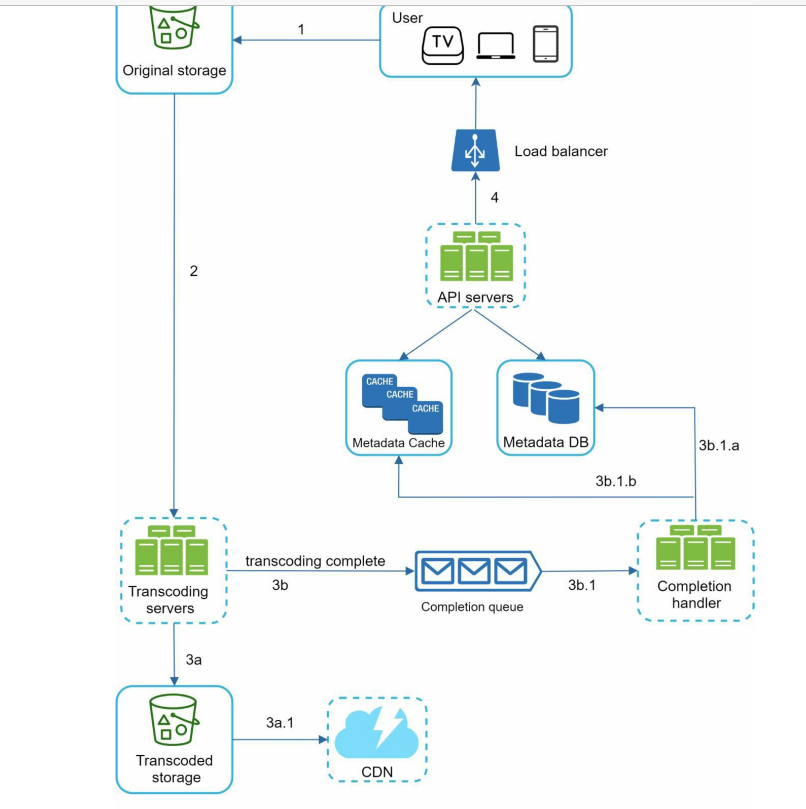 User
1
TV
Original storage
Load balancer
4
2
API servers
CACHE
CACHE
CACHE
Metadata Cache
Metadata DB
3b.1.a
3b.1.b
transcoding complete
3b
3b.1
Transcoding
servers
Completion queue
Completion
handler
3a
3a.1
Transcoded
storage
CDN